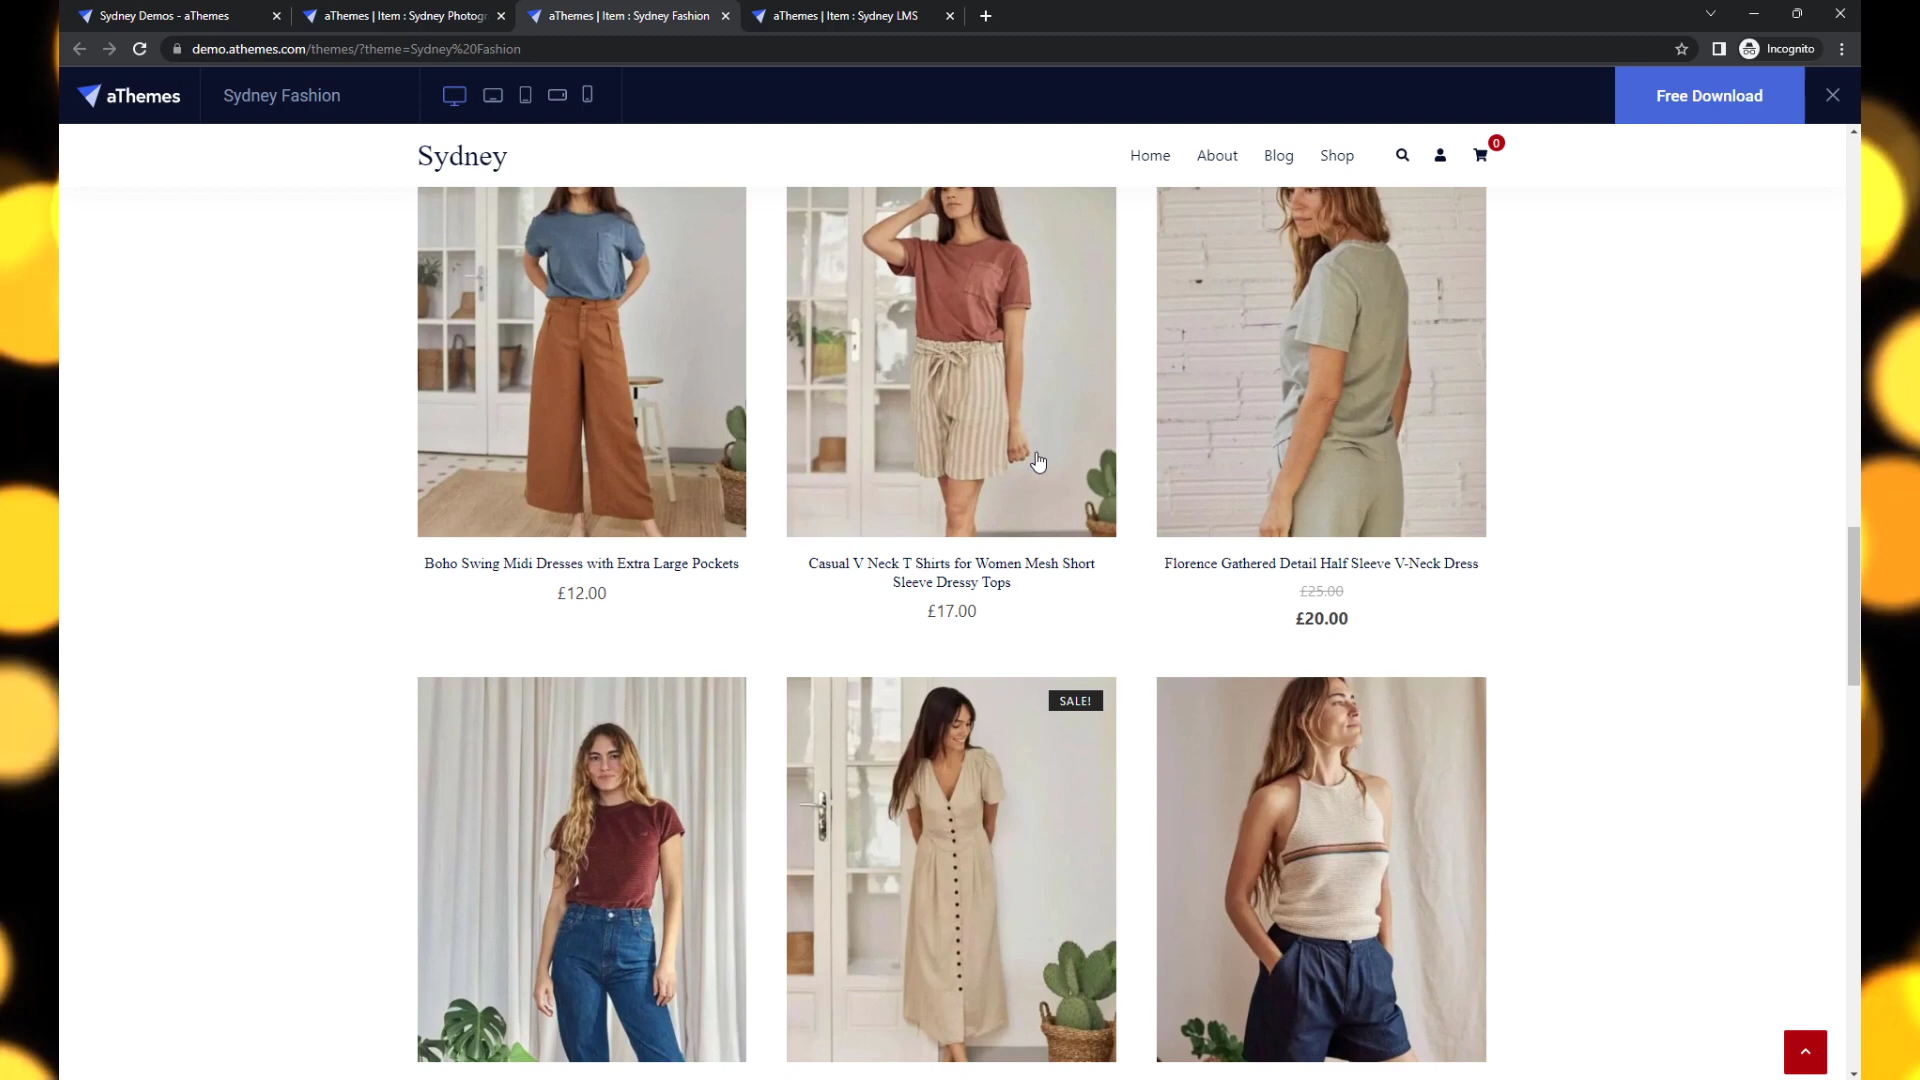 Sydney Demos - aThemes
aThemes | Item : Sydney Photogr
aThemes | Item : Sydney Fashion
aThemes | Item : Sydney LMS
demo.athemes.com/themes/?theme=Sydney%20Fashion
Incognito
aThemes
Sydney Fashion
Free Download
Sydney
Home
About
Blog
Shop
0
Boho Swing Midi Dresses with Extra Large Pockets
£12.00
Casual V Neck T Shirts for Women Mesh Short
Sleeve Dressy Tops
£17.00
Florence Gathered Detail Half Sleeve V-Neck Dress
£25.00
£20.00
SALE!